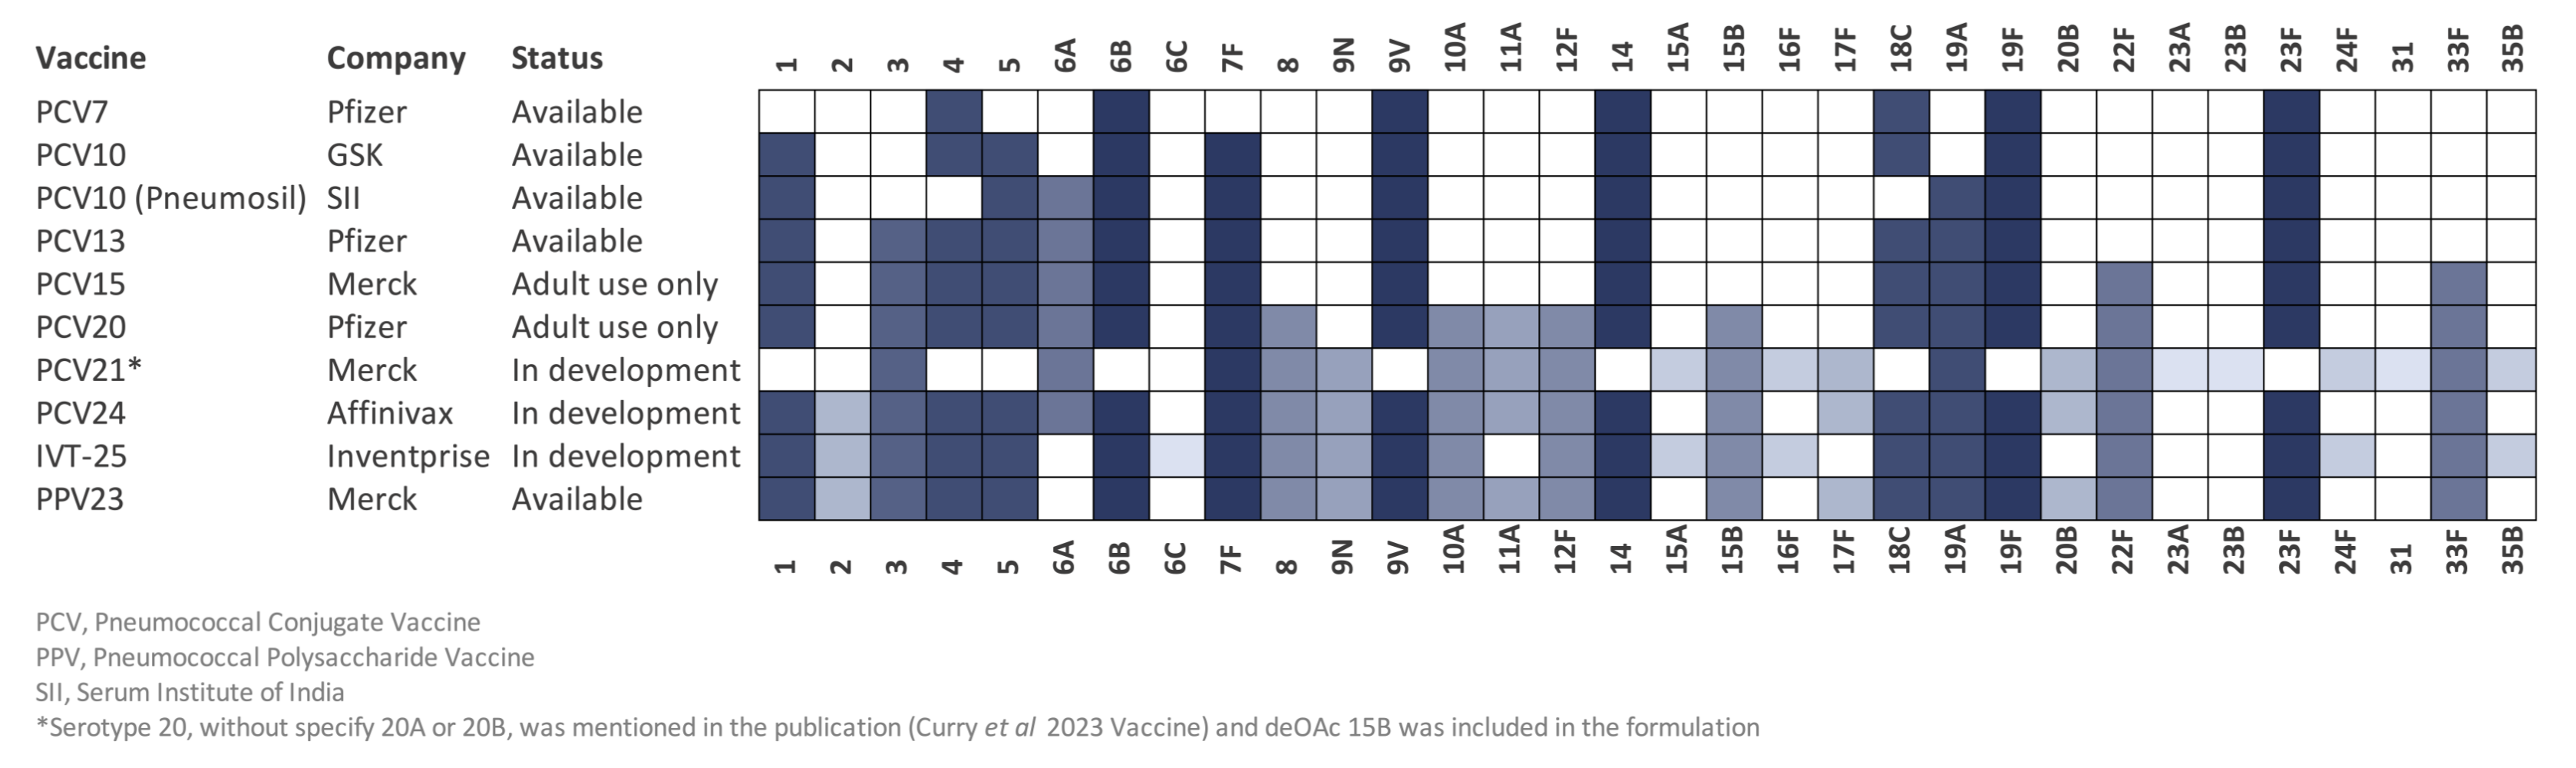 Vaccine Company Status 1 2 3 4 5 6A 6B 6C 7F 8 9N 9V 10A 11A 12F 14 15A 15B 16F 17F 18C 19A 19F 20B 22F 23A 23B 23F 24F 31 33F 35B
PCV7 Pfizer Available
PCV10 GSK Available
PCV10 (Pneumosil) SII Available
PCV13 Pfizer Available
PCV15 Merck Adult use only
PCV20 Pfizer Adult use only
PCV21* Merck In development
PCV24 Affinivax In development
IVT-25 Inventprise In development
PPV23 Merck Available
1 2 3 4 5 6A 6B 6C 7F 8 9N 9V 10A 11A 12F 14 15A 15B 16F 17F 18C 19A 19F 20B 22F 23A 23B 23F 24F 31 33F 35B
PCV, Pneumococcal Conjugate Vaccine
PPV, Pneumococcal Polysaccharide Vaccine
SII, Serum Institute of India
*Serotype 20, without specify 20A or 20B, was mentioned in the publication (Curry et al 2023 Vaccine) and deOAc 15B was included in the formulation